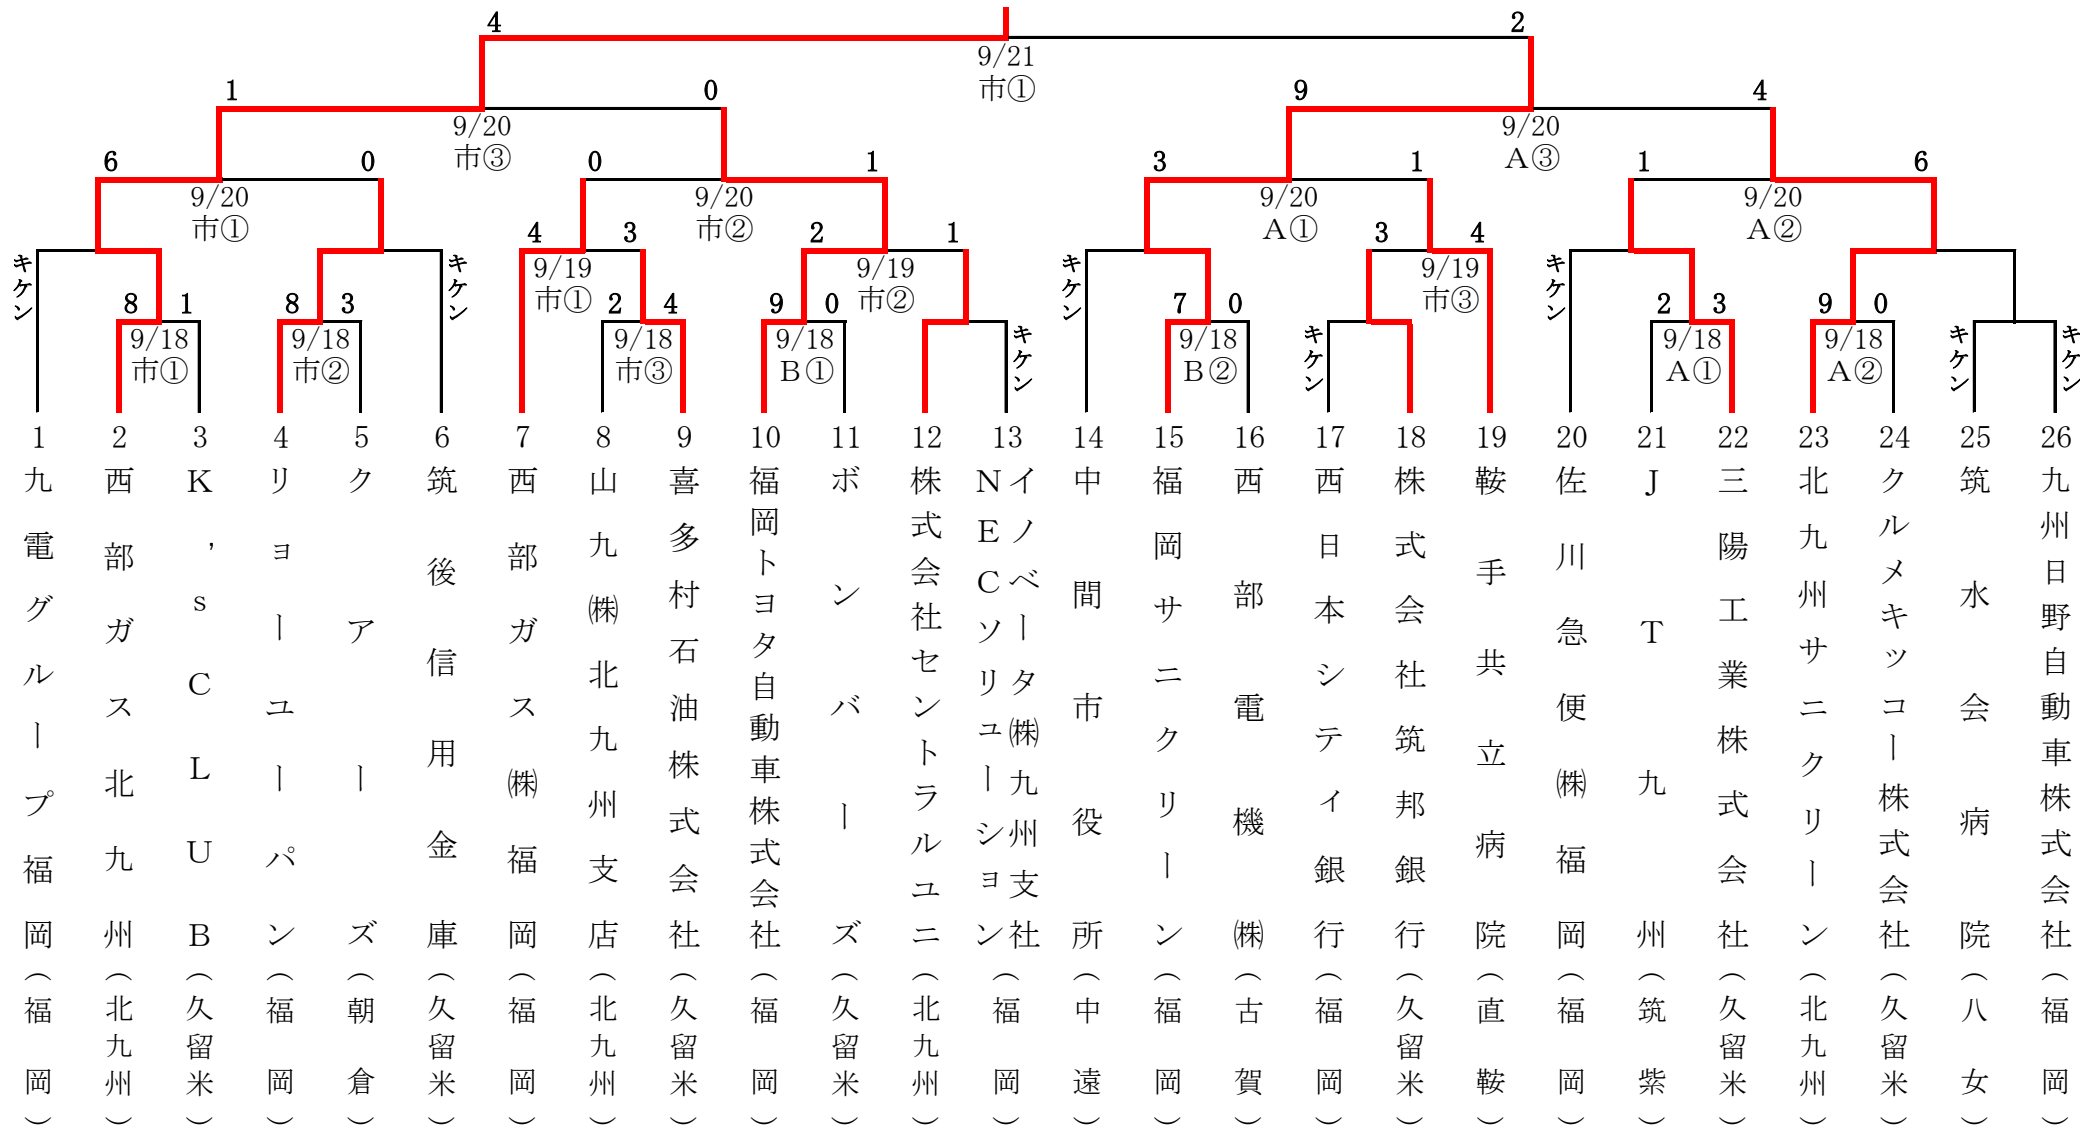 4 2
9/21
市①
1 0 9 4
9/20 9/20
市③ A③
6 0 0 1 3 1 1 6
9/20 9/20 9/20 9/20
市① 市② A① A②
キケン キケン 4 3 2 1 キケン 3 4 キケン
9/19 9/19 9/19
市① 市② 市③
8 1 8 3 2 4 9 0 キケン 7 0 キケン 2 3 9 0 キケン キケン
9/18 9/18 9/18 9/18 9/18 9/18 9/18
市① 市② 市③ B① B② A① A②
1 2 3 4 5 6 7 8 9 10 11 12 13 14 15 16 17 18 19 20 21 22 23 24 25 26
九電グループ福岡(福岡)
西部ガス北九州(北九州)
K's CLUB(久留米)
リョーユーパン(福岡)
クアーズ(朝倉)
筑後信用金庫(久留米)
西部ガス㈱福岡(福岡)
山九㈱北九州支店(北九州)
喜多村石油株式会社(久留米)
福岡トヨタ自動車株式会社(福岡)
ボンバーズ(久留米)
株式会社セントラルユニ(北九州)
イノベータ㈱九州支社
NECソリューション(福岡)
中間市役所(中遠)
福岡サニクリーン(福岡)
西部電機㈱(古賀)
西日本シテイ銀行(福岡)
株式会社筑邦銀行(久留米)
鞍手共立病院(直鞍)
佐川急便㈱福岡(福岡)
JT九州(筑紫)
三陽工業株式会社(久留米)
北九州サニクリーン(北九州)
クルメキッコー株式会社(久留米)
筑水会病院(八女)
九州日野自動車株式会社(福岡)